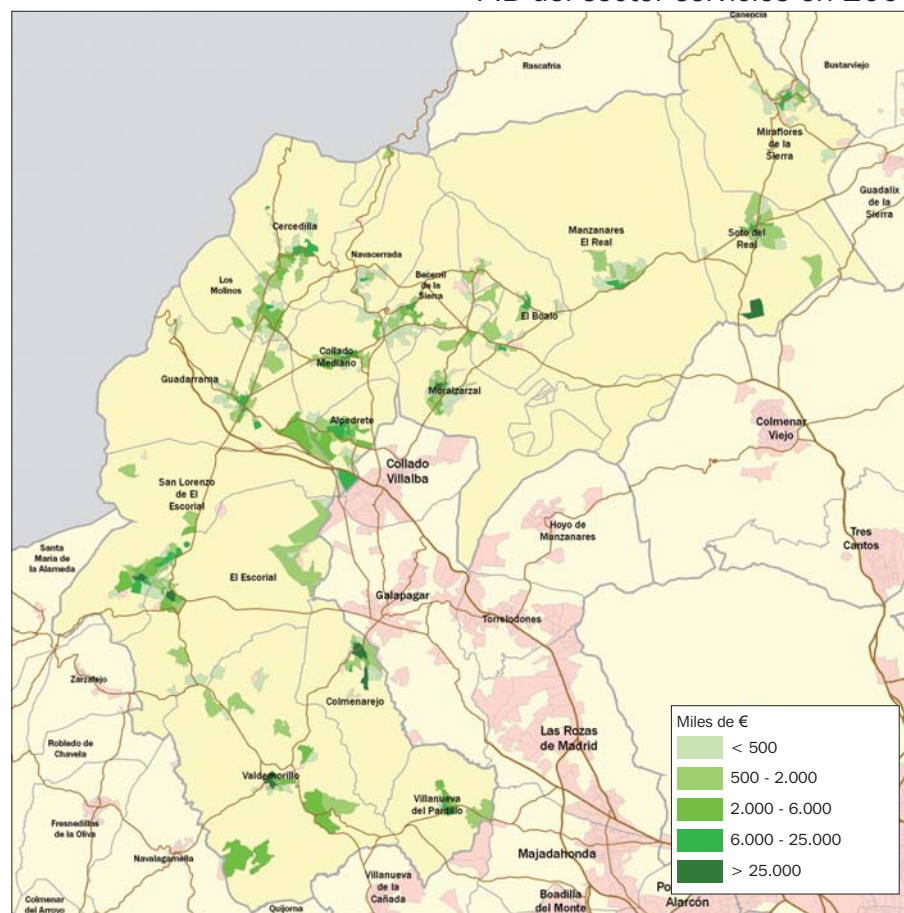 Canencia
Rascafría
Bustarviejo
Miraflores
de la
Sierra
Guadalix
de la
Sierra
Cercedilla
Manzanares
El Real
Soto del
Real
Navacerrada
Becerril
de la
Sierra
Los
Molinos
El Boalo
Collado
Mediano
Guadarrama
Moralzarzal
Alpedrete
Colmenar
Viejo
Collado
Villalba
San Lorenzo
de El
Escorial
Hoyo de
Manzanares
Tres
Cantos
Santa
María de
la Alameda
El Escorial
Galapagar
Torrelodones
Zarzalejo
Colmenarejo
Las Rozas
de Madrid
Robledo de
Chavela
Valdemorillo
Villanueva
del Pardillo
Fresnedillas
de la Oliva
Navalagamella
Majadahonda
Villanueva
de la
Cañada
Boadilla
del Monte
Alarcón
Colmenar
del Arroyo
Quijorna
Miles de €
< 500
500 - 2.000
2.000 - 6.000
6.000 - 25.000
> 25.000